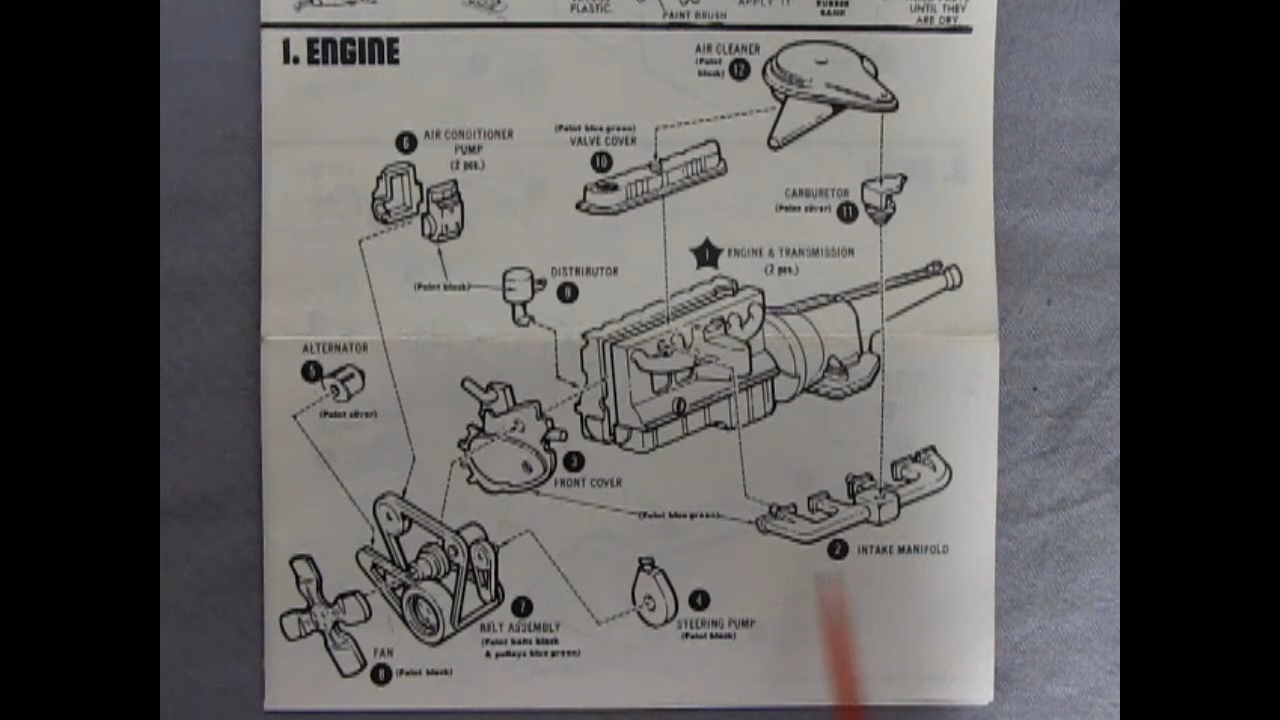 PLASTIC.
PAINT BRUSH
APPLY IT
RUBBER
BAND
UNTIL THEY
ARE DRY.
1. ENGINE
AIR CLEANER
(Paint
black)
12
(Paint blue green)
VALVE COVER
10
6
AIR CONDITIONER
PUMP
(2 pcs.)
CARBURETOR
(Paint silver)
11
1
ENGINE & TRANSMISSION
(2 pcs.)
DISTRIBUTOR
9
(Paint black)
ALTERNATOR
5
(Paint silver)
3
FRONT COVER
(Paint blue green)
2
INTAKE MANIFOLD
7
BELT ASSEMBLY
(Paint belts black
& pulleys blue green)
4
STEERING PUMP
(Paint black)
FAN
8
(Paint black)